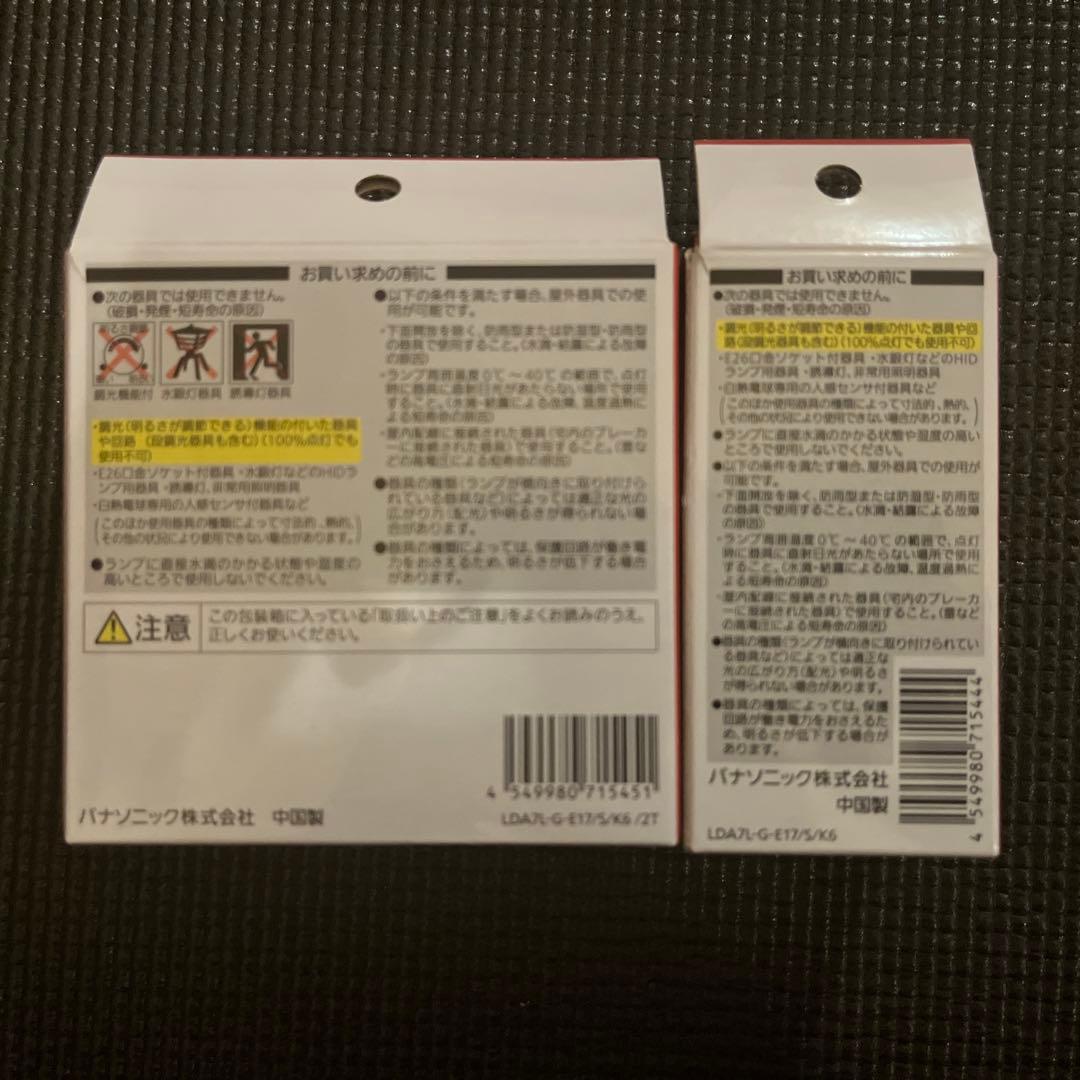 お買い求めの前に
●次の器具では使用できません。
(破損・発煙・短寿命の原因)
調光機能付 水銀灯器具 誘導灯器具
・調光(明るさが調節できる)機能の付いた器具
や回路 (段調光器具も含む)(100%点灯でも
使用不可)
・E26口金ソケット付器具・水銀灯などのHIDラ
ンプ用器具・誘導灯、非常用照明器具
・白熱電球専用の人感センサ付器具など
(このほか使用器具の種類によって寸法的、熱的、
その他の状況により使用できない場合があります。)
●ランプに直接水滴のかかる状態や湿度の
高いところで使用しないでください。
●以下の条件を満たす場合、屋外器具での使
用が可能です。
・下面開放を除く、防雨型または防湿型・防雨型
の器具で使用すること。(水滴・結露による故障
の原因)
・ランプ周囲温度0℃~40℃の範囲で、点灯
時に器具に直射日光があたらない場所で使用
すること。(水滴・結露による故障、温度過熱に
よる短寿命の原因)
・屋内配線に接続された器具(宅内のブレーカ
ーに接続された器具)で使用すること。(雷な
どの高電圧による短寿命の原因)
●器具の種類(ランプが横向きに取り付けら
れている器具など)によっては適正な光の
広がり方(配光)や明るさが得られない場
合があります。
●器具の種類によっては、保護回路が働き電
力をおさえるため、明るさが低下する場合
があります。
注意
この包装箱に入っている「取扱い上のご注意」をよくお読みのうえ、
正しくお使いください。
4 549980 715451
パナソニック株式会社 中国製
LDA7L-G-E17/S/K6 /2T
お買い求めの前に
●次の器具では使用できません。
(破損・発煙・短寿命の原因)
・調光(明るさが調節できる)機能の付いた器具や回
路(段調光器具も含む)(100%点灯でも使用不可)
・E26口金ソケット付器具・水銀灯などのHID
ランプ用器具・誘導灯、非常用照明器具
・白熱電球専用の人感センサ付器具など
(このほか使用器具の種類によって寸法的、熱的、
その他の状況により使用できない場合があります。)
●ランプに直接水滴のかかる状態や湿度の高い
ところで使用しないでください。
●以下の条件を満たす場合、屋外器具での使用が
可能です。
・下面開放を除く、防雨型または防湿型・防雨型
の器具で使用すること。(水滴・結露による故障
の原因)
・ランプ周囲温度0℃~40℃の範囲で、点灯
時に器具に直射日光があたらない場所で使用
すること。(水滴・結露による故障、温度過熱に
よる短寿命の原因)
・屋内配線に接続された器具(宅内のブレーカ
ーに接続された器具)で使用すること。(雷など
の高電圧による短寿命の原因)
●器具の種類(ランプが横向きに取り付けられてい
る器具など)によっては適正な
光の広がり方(配光)や明るさ
が得られない場合があります。
●器具の種類によっては、保護
回路が働き電力をおさえるた
め、明るさが低下する場合が
あります。
4 549980 715444
パナソニック株式会社
中国製
LDA7L-G-E17/S/K6